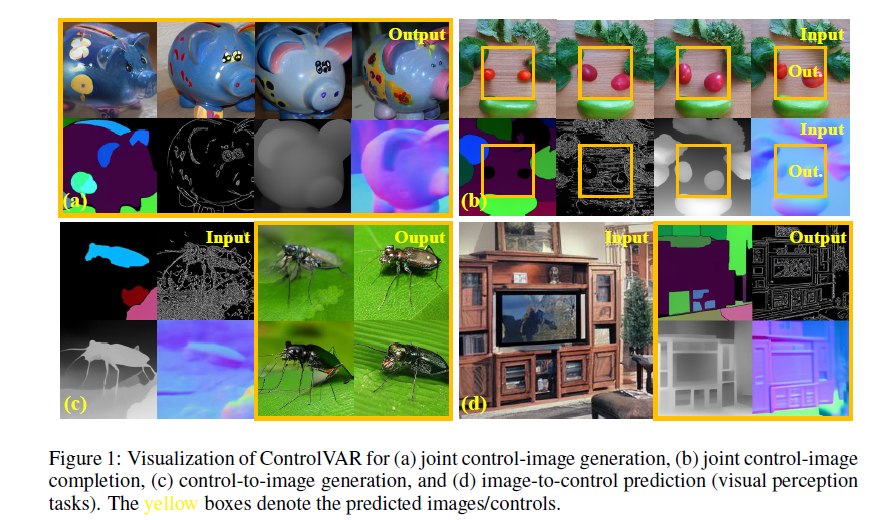 Output
Input
Out.
Input
(a)
(b)
Out.
Input
Ouput
Input
Output
(c)
(d)
Figure 1: Visualization of ControlVAR for (a) joint control-image generation, (b) joint control-image
completion, (c) control-to-image generation, and (d) image-to-control prediction (visual perception
tasks). The yellow boxes denote the predicted images/controls.